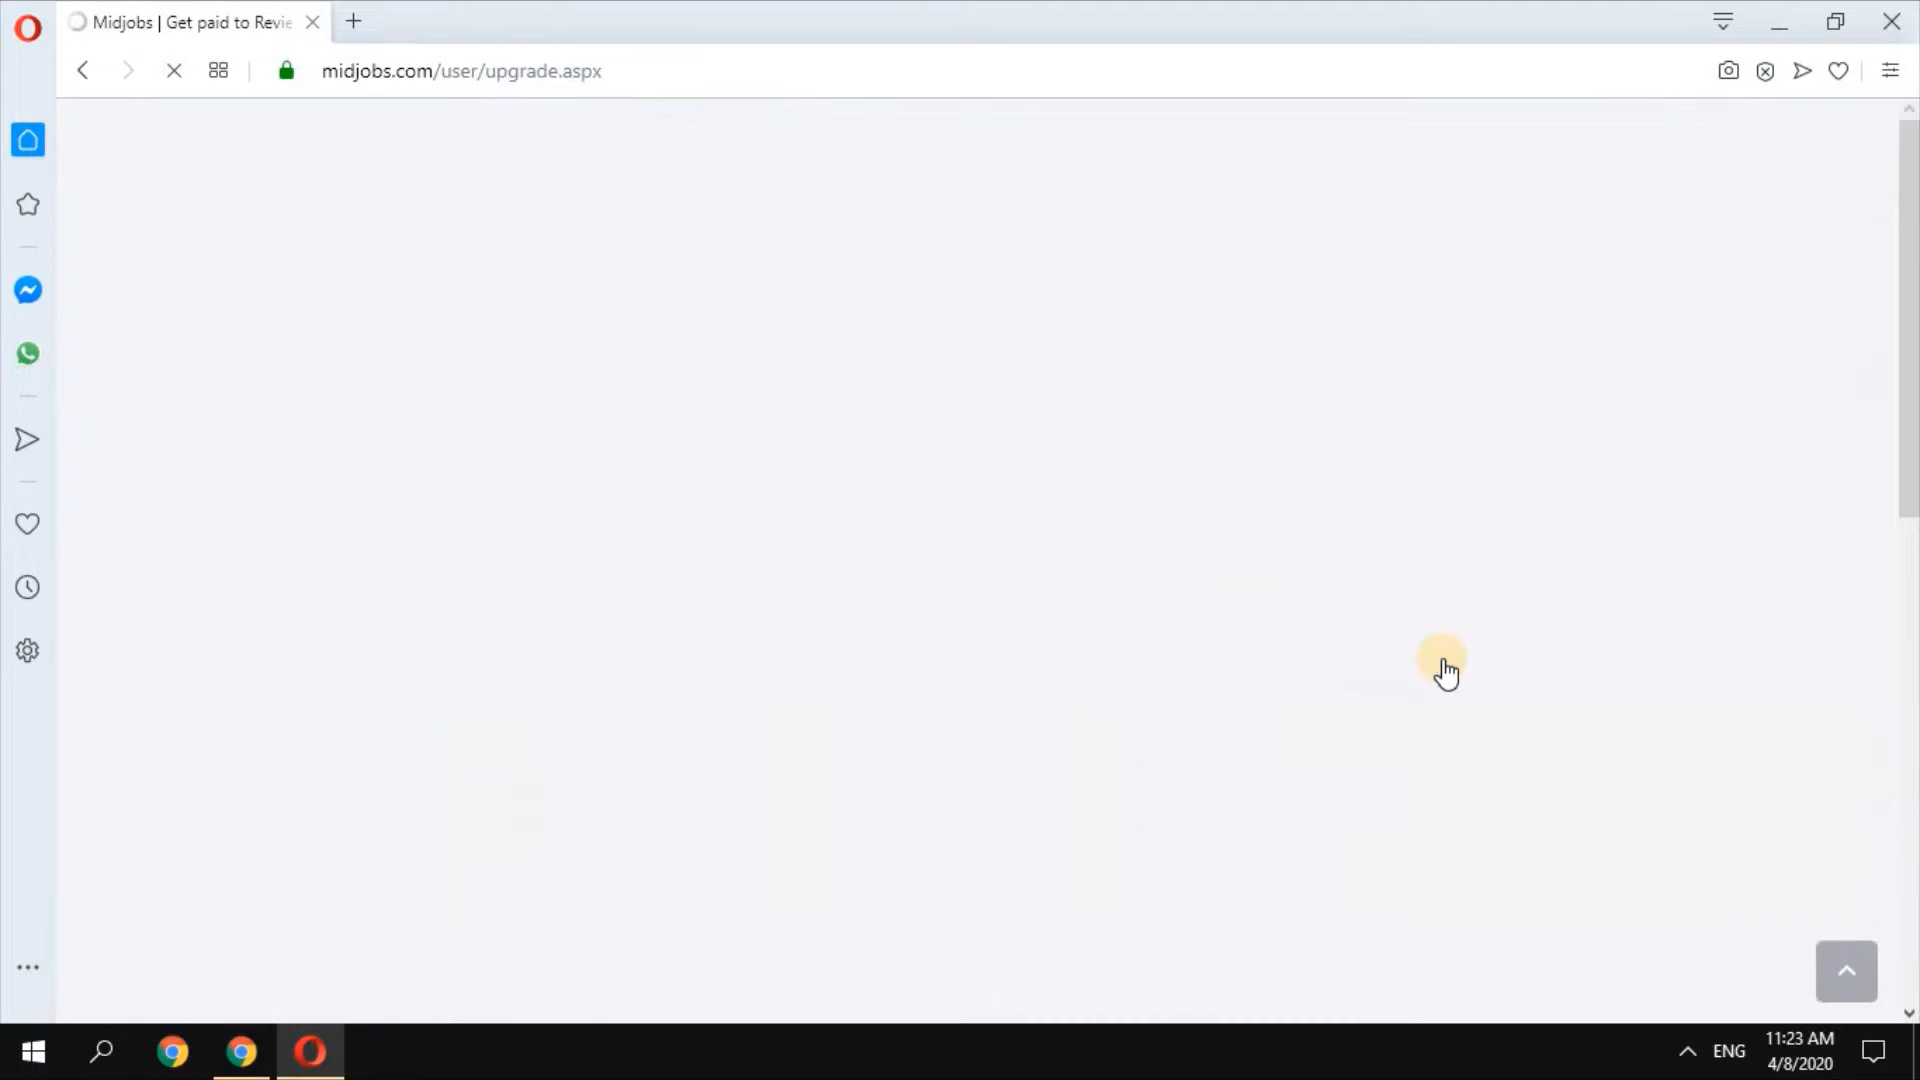 Midjobs | Get paid to Revie
midjobs.com/user/upgrade.aspx
ENG
11:23 AM
4/8/2020